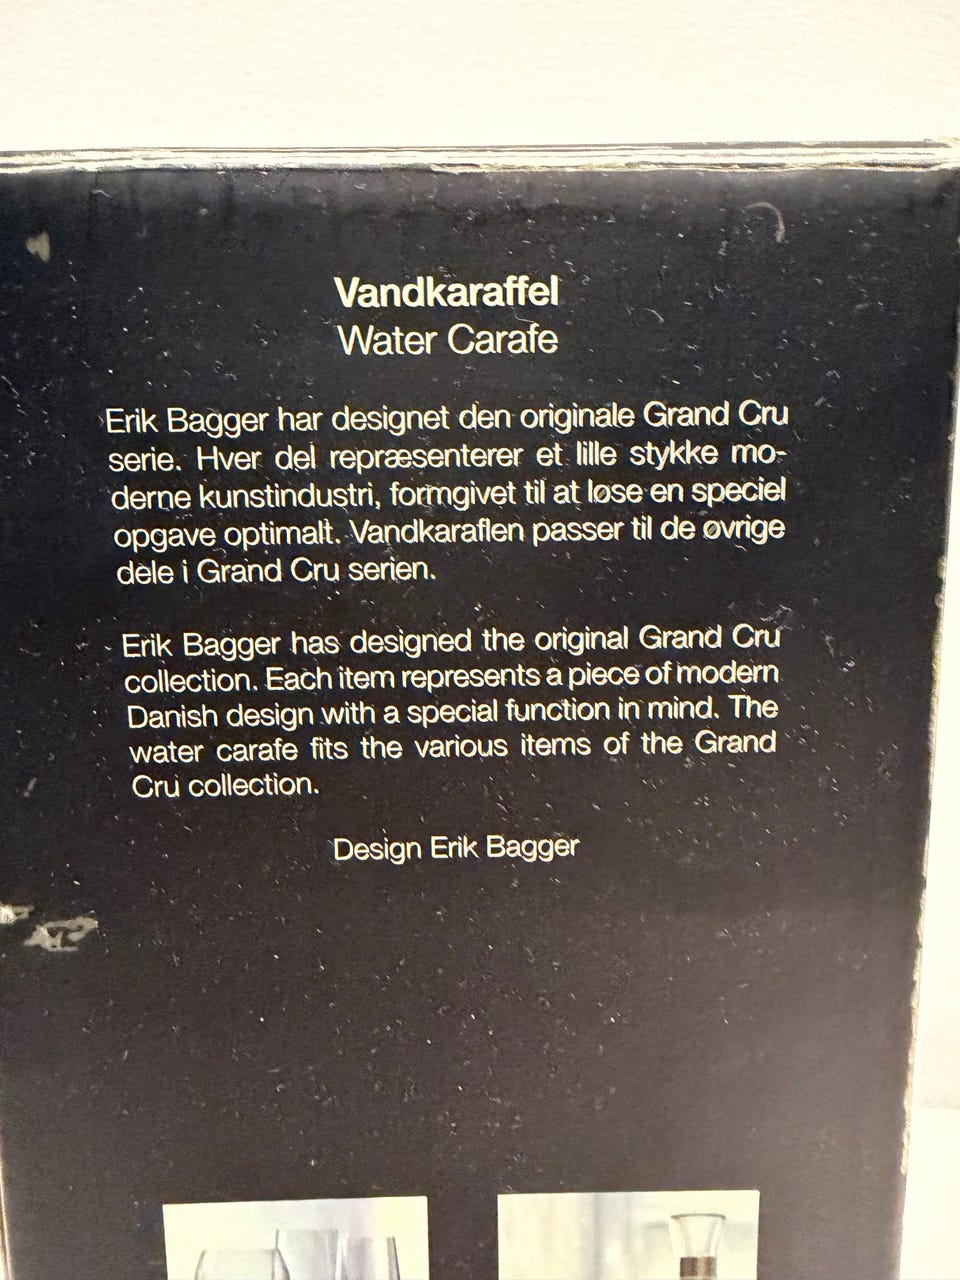 Vandkaraffel
Water Carafe
Erik Bagger har designet den originale Grand Cru
serie. Hver del repræsenterer et lille stykke mo-
derne kunstindustri, formgivet til at løse en speciel
opgave optimalt. Vandkaraflen passer til de øvrige
dele i Grand Cru serien.
Erik Bagger has designed the original Grand Cru
collection. Each item represents a piece of modern
Danish design with a special function in mind. The
water carafe fits the various items of the Grand
Cru collection.
Design Erik Bagger